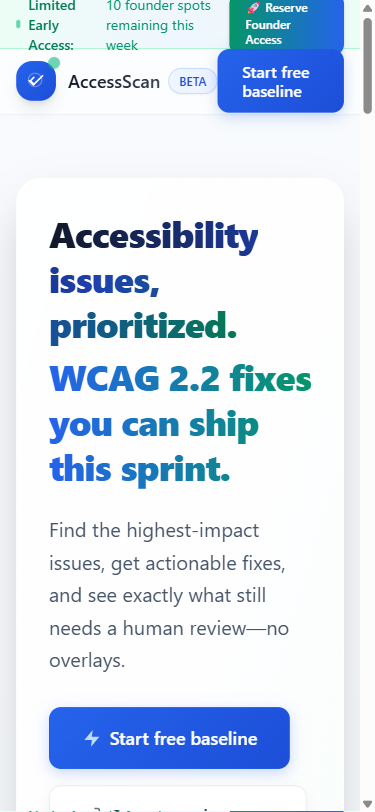 Limited
Early
Access:
10 founder spots
remaining this
week
🚀 Reserve
Founder
Access
AccessScan
BETA
Start free
baseline
Accessibility
issues,
prioritized.
WCAG 2.2 fixes
you can ship
this sprint.
Find the highest-impact
issues, get actionable fixes,
and see exactly what still
needs a human review—no
overlays.
Start free baseline